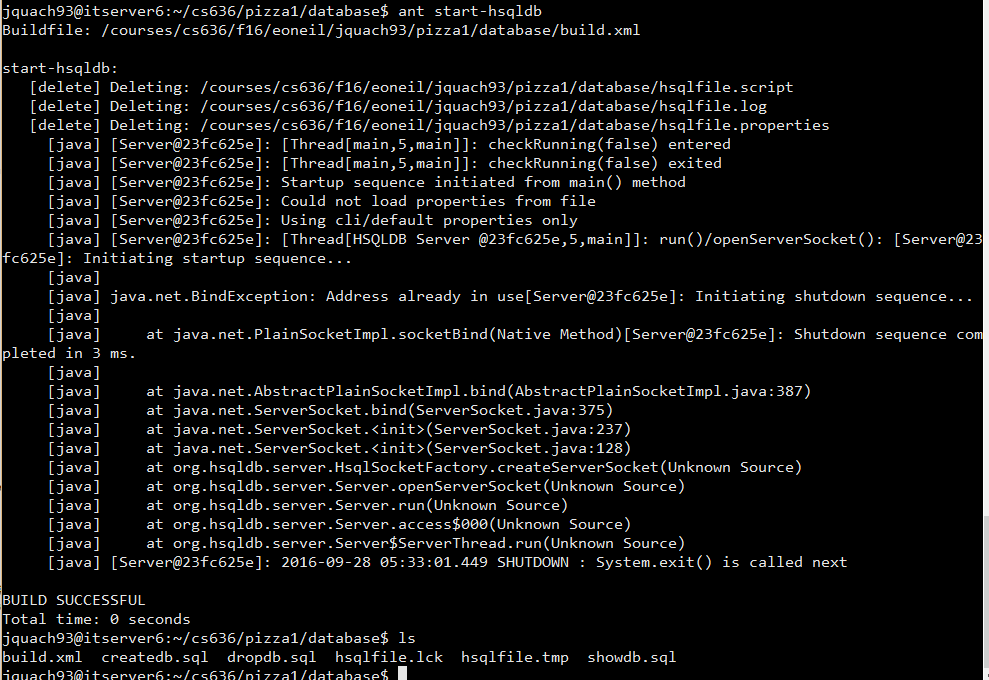 jquach93@itserver6:~/cs636/pizza1/database$ ant start-hsqldb
Buildfile: /courses/cs636/f16/eoneil/jquach93/pizza1/database/build.xml
start-hsqldb:
[delete] Deleting: /courses/cs636/f16/eoneil/jquach93/pizza1/database/hsqlfile.script
[delete] Deleting: /courses/cs636/f16/eoneil/jquach93/pizza1/database/hsqlfile.log
[delete] Deleting: /courses/cs636/f16/eoneil/jquach93/pizza1/database/hsqlfile.properties
[java] [Server@23fc625e]: [Thread[main,5,main]]: checkRunning(false) entered
[java] [Server@23fc625e]: [Thread[main,5,main]]: checkRunning(false) exited
[java] [Server@23fc625e]: Startup sequence initiated from main() method
[java] [Server@23fc625e]: Could not load properties from file
[java] [Server@23fc625e]: Using cli/default properties only
[java] [Server@23fc625e]: [Thread[HSQLDB Server @23fc625e,5,main]]: run()/openServerSocket(): [Server@23
fc625e]: Initiating startup sequence...
[java]
[java] java.net.BindException: Address already in use[Server@23fc625e]: Initiating shutdown sequence...
[java]
[java]     at java.net.PlainSocketImpl.socketBind(Native Method)[Server@23fc625e]: Shutdown sequence com
pleted in 3 ms.
[java]
[java]     at java.net.AbstractPlainSocketImpl.bind(AbstractPlainSocketImpl.java:387)
[java]     at java.net.ServerSocket.bind(ServerSocket.java:375)
[java]     at java.net.ServerSocket.<init>(ServerSocket.java:237)
[java]     at java.net.ServerSocket.<init>(ServerSocket.java:128)
[java]     at org.hsqldb.server.HsqlSocketFactory.createServerSocket(Unknown Source)
[java]     at org.hsqldb.server.Server.openServerSocket(Unknown Source)
[java]     at org.hsqldb.server.Server.run(Unknown Source)
[java]     at org.hsqldb.server.Server.access$000(Unknown Source)
[java]     at org.hsqldb.server.Server$ServerThread.run(Unknown Source)
[java] [Server@23fc625e]: 2016-09-28 05:33:01.449 SHUTDOWN : System.exit() is called next
BUILD SUCCESSFUL
Total time: 0 seconds
jquach93@itserver6:~/cs636/pizza1/database$ ls
build.xml  createdb.sql  dropdb.sql  hsqlfile.lck  hsqlfile.tmp  showdb.sql
jquach93@itserver6:~/cs636/pizza1/database$